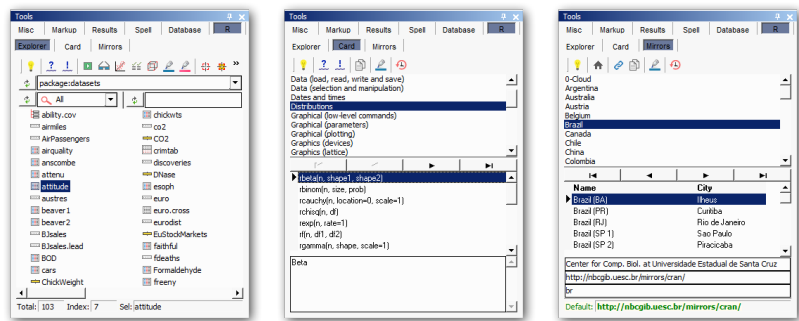 Tools
Misc Markup Results Spell Database R
Explorer Card Mirrors
package:datasets
All
ability.cov chickwts
airmiles co2
AirPassengers CO2
airquality crimtab
anscombe discoveries
attenu DNase
attitude esoph
austres euro
beaver1 euro.cross
beaver2 eurodist
BJsales EuStockMarkets
BJsales.lead faithful
BOD fdeaths
cars Formaldehyde
ChickWeight freeny
Total: 103 Index: 7 Sel: attitude
Tools
Misc Markup Results Spell Database R
Explorer Card Mirrors
Data (load, read, write and save)
Data (selection and manipulation)
Dates and times
Distributions
Graphical (low-level commands)
Graphical (parameters)
Graphical (plotting)
Graphics (devices)
Graphics (lattice)
rbeta(n, shape1, shape2)
rbinom(n, size, prob)
rcauchy(n, location=0, scale=1)
rchisq(n, df)
rexp(n, rate=1)
rf(n, df1, df2)
rgamma(n, shape, scale=1)
Beta
Tools
Misc Markup Results Spell Database R
Explorer Card Mirrors
0-Cloud
Argentina
Australia
Austria
Belgium
Brazil
Canada
Chile
China
Colombia
Name City
Brazil (BA) Ilheus
Brazil (PR) Curitiba
Brazil (RJ) Rio de Janeiro
Brazil (SP 1) Sao Paulo
Brazil (SP 2) Piracicaba
Center for Comp. Biol. at Universidade Estadual de Santa Cruz
http://nbcgib.uesc.br/mirrors/cran/
br
Default: http://nbcgib.uesc.br/mirrors/cran/